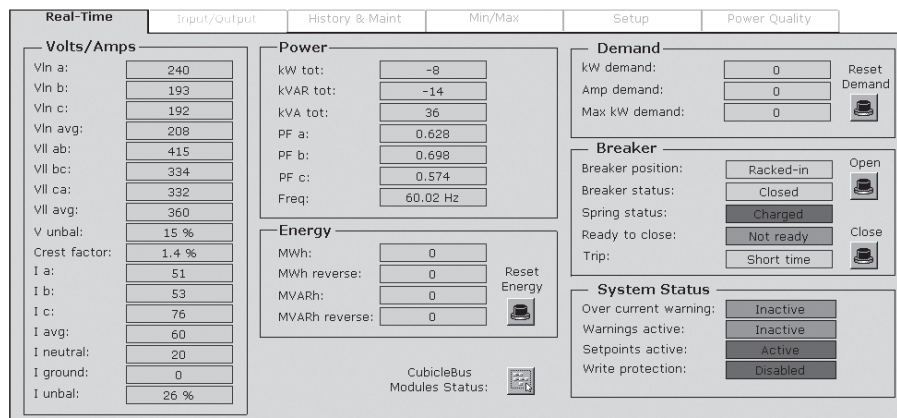 Real-Time Input/Output History & Maint Min/Max Setup Power Quality
Volts/Amps
Vln a: 240
Vln b: 193
Vln c: 192
Vln avg: 208
Vll ab: 415
Vll bc: 334
Vll ca: 332
Vll avg: 360
V unbal: 15 %
Crest factor: 1.4 %
I a: 51
I b: 53
I c: 76
I avg: 60
I neutral: 20
I ground: 0
I unbal: 26 %
Power
kW tot: -8
kVAR tot: -14
kVA tot: 36
PF a: 0.628
PF b: 0.698
PF c: 0.574
Freq: 60.02 Hz
Energy
MWh: 0
MWh reverse: 0
MVARh: 0
MVARh reverse: 0
Reset
Energy
CubicleBus
Modules Status:
Demand
kW demand: 0
Amp demand: 0
Max kW demand: 0
Reset
Demand
Breaker
Breaker position: Racked-in
Breaker status: Closed
Spring status: Charged
Ready to close: Not ready
Trip: Short time
Open
Close
System Status
Over current warning: Inactive
Warnings active: Inactive
Setpoints active: Active
Write protection: Disabled